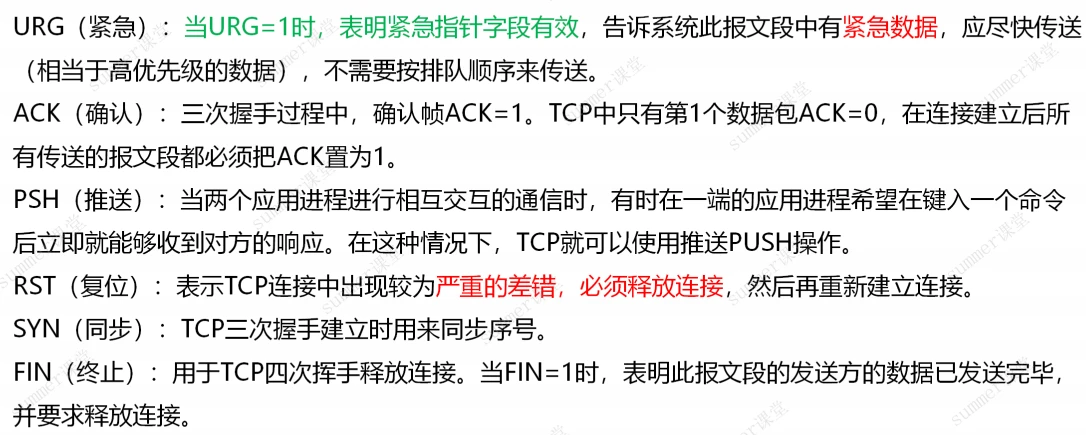 URG（紧急）：当URG=1时，表明紧急指针字段有效，告诉系统此报文段中有紧急数据，应尽快传送
（相当于高优先级的数据），不需要按排队顺序来传送。
ACK（确认）：三次握手过程中，确认帧ACK=1。TCP中只有第1个数据包ACK=0，在连接建立后所
有传送的报文段都必须把ACK置为1。
PSH（推送）：当两个应用进程进行相互交互的通信时，有时在一端的应用进程希望在键入一个命令
后立即就能够收到对方的响应。在这种情况下，TCP就可以使用推送PUSH操作。
RST（复位）：表示TCP连接中出现较为严重的差错，必须释放连接，然后再重新建立连接。
SYN（同步）：TCP三次握手建立时用来同步序号。
FIN（终止）：用于TCP四次挥手释放连接。当FIN=1时，表明此报文段的发送方的数据已发送完毕，
并要求释放连接。
summer课堂